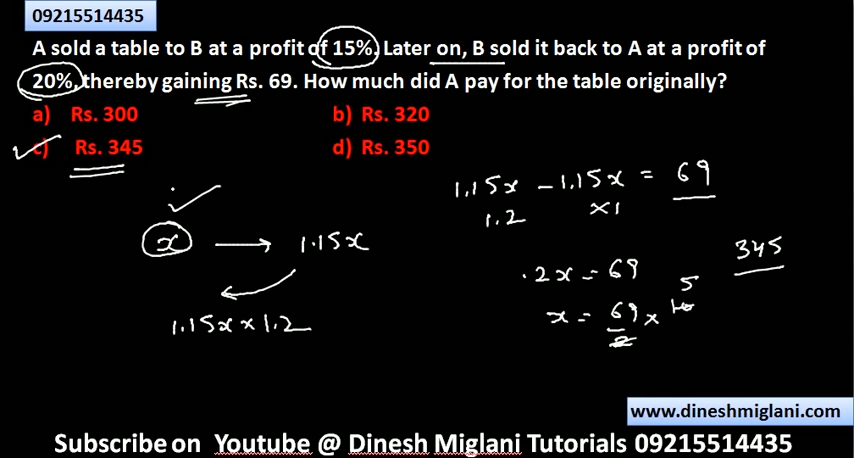 09215514435
A sold a table to B at a profit of 15%. Later on, B sold it back to A at a profit of
20%, thereby gaining Rs. 69. How much did A pay for the table originally?
a) Rs. 300
b) Rs. 320
c) Rs. 345
d) Rs. 350
1.15x - 1.15x = 69
1.2 x1
x → 1.15x
345
.2x = 69
5
x = 69 x 10
2
1.15x x 1.2
www.dineshmiglani.com
Subscribe on Youtube @ Dinesh Miglani Tutorials 09215514435